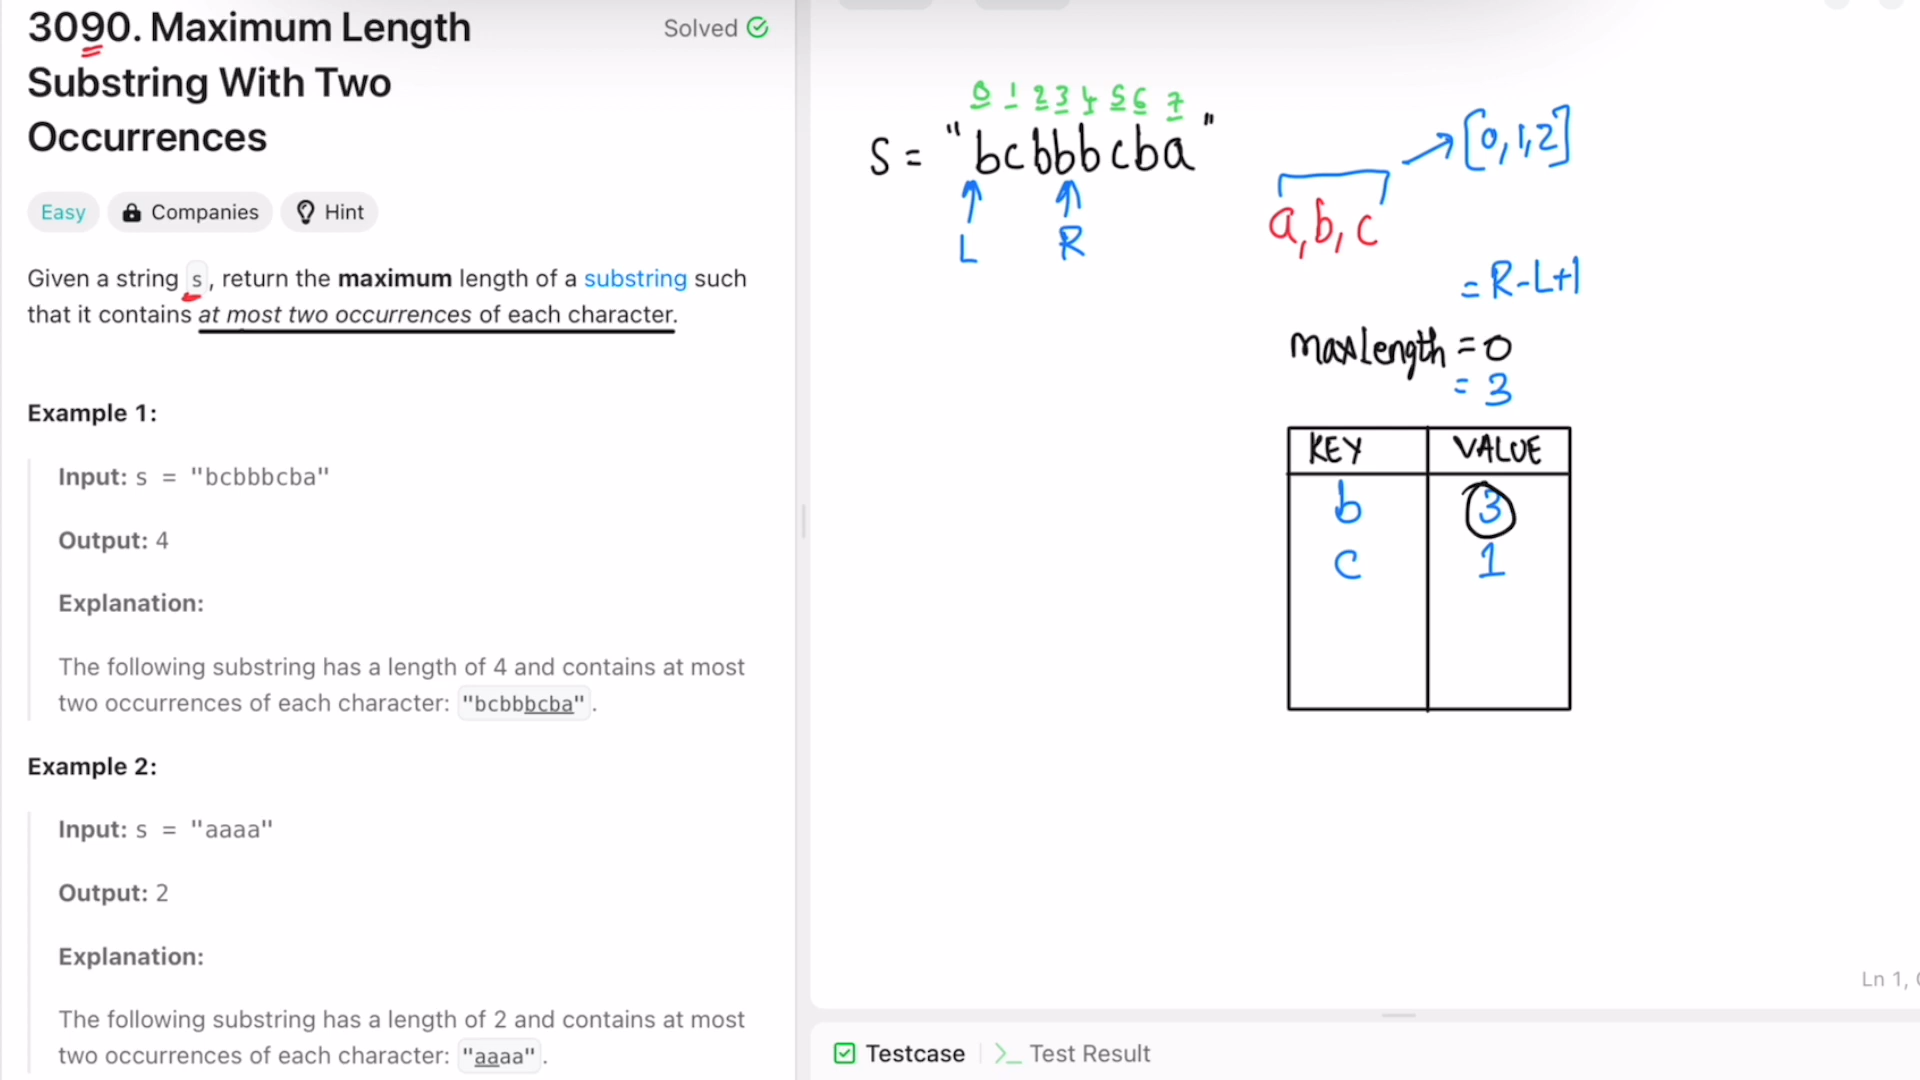 3090. Maximum Length
Substring With Two
Occurrences
Solved
Easy
Companies
Hint
Given a string s, return the maximum length of a substring such
that it contains at most two occurrences of each character.
Example 1:
Input: s = "bcbbbcba"
Output: 4
Explanation:
The following substring has a length of 4 and contains at most
two occurrences of each character: "bcbbbcba".
Example 2:
Input: s = "aaaa"
Output: 2
Explanation:
The following substring has a length of 2 and contains at most
two occurrences of each character: "aaaa".
0 1 2 3 4 5 6 7
S = "bcbbbcba"
L R
[0,1,2]
a, b, c
= R-L+1
maxLength = 0
= 3
KEY VALUE
b 3
c 1
Ln 1,
Testcase
Test Result